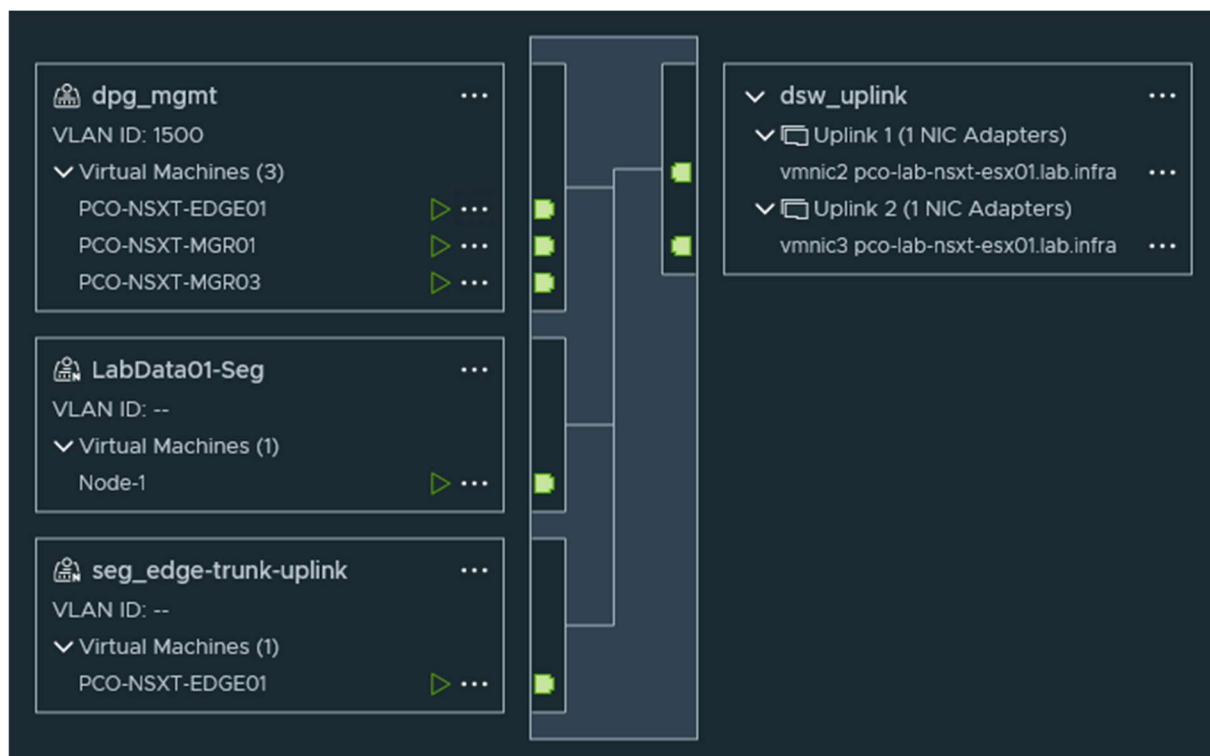 dpg_mgmt ...
VLAN ID: 1500
Virtual Machines (3)
PCO-NSXT-EDGE01 ...
PCO-NSXT-MGR01 ...
PCO-NSXT-MGR03 ...
LabData01-Seg ...
VLAN ID: --
Virtual Machines (1)
Node-1 ...
seg_edge-trunk-uplink ...
VLAN ID: --
Virtual Machines (1)
PCO-NSXT-EDGE01 ...
dsw_uplink ...
Uplink 1 (1 NIC Adapters)
vmnic2 pco-lab-nsxt-esx01.lab.infra ...
Uplink 2 (1 NIC Adapters)
vmnic3 pco-lab-nsxt-esx01.lab.infra ...